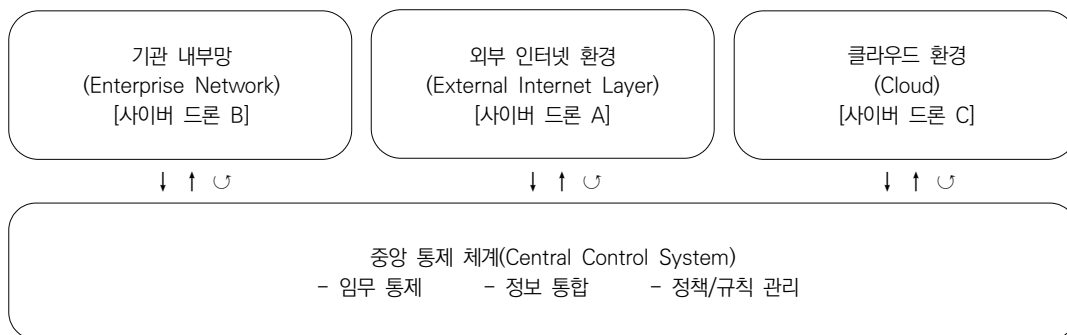 기관 내부망
(Enterprise Network)
[사이버 드론 B]
외부 인터넷 환경
(External Internet Layer)
[사이버 드론 A]
클라우드 환경
(Cloud)
[사이버 드론 C]
↓ ↑ ↺
↓ ↑ ↺
↓ ↑ ↺
중앙 통제 체계(Central Control System)
- 임무 통제 - 정보 통합 - 정책/규칙 관리